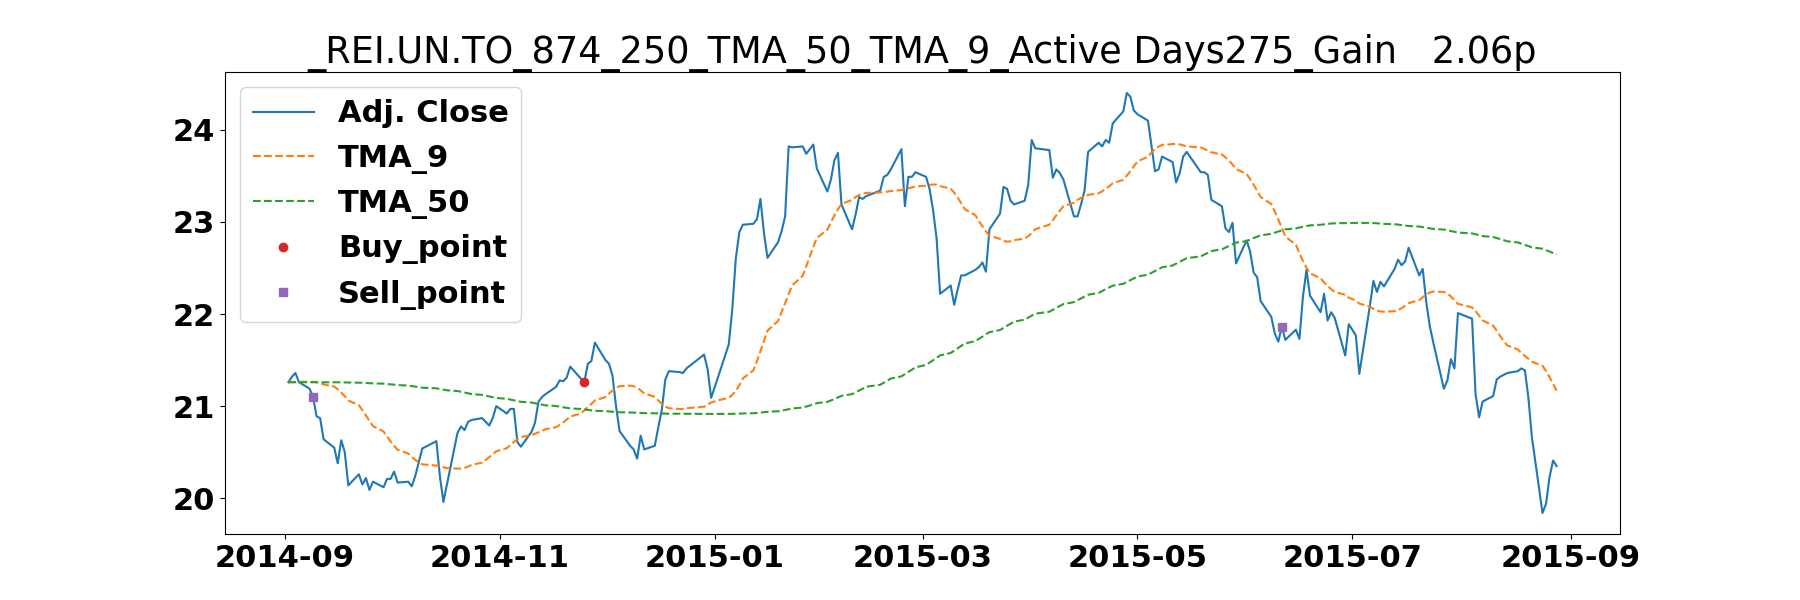 _REI.UN.TO_874_250_TMA_50_TMA_9_Active Days275_Gain   2.06p
Adj. Close
TMA_9
TMA_50
Buy_point
Sell_point
24
23
22
21
20
2014-09
2014-11
2015-01
2015-03
2015-05
2015-07
2015-09